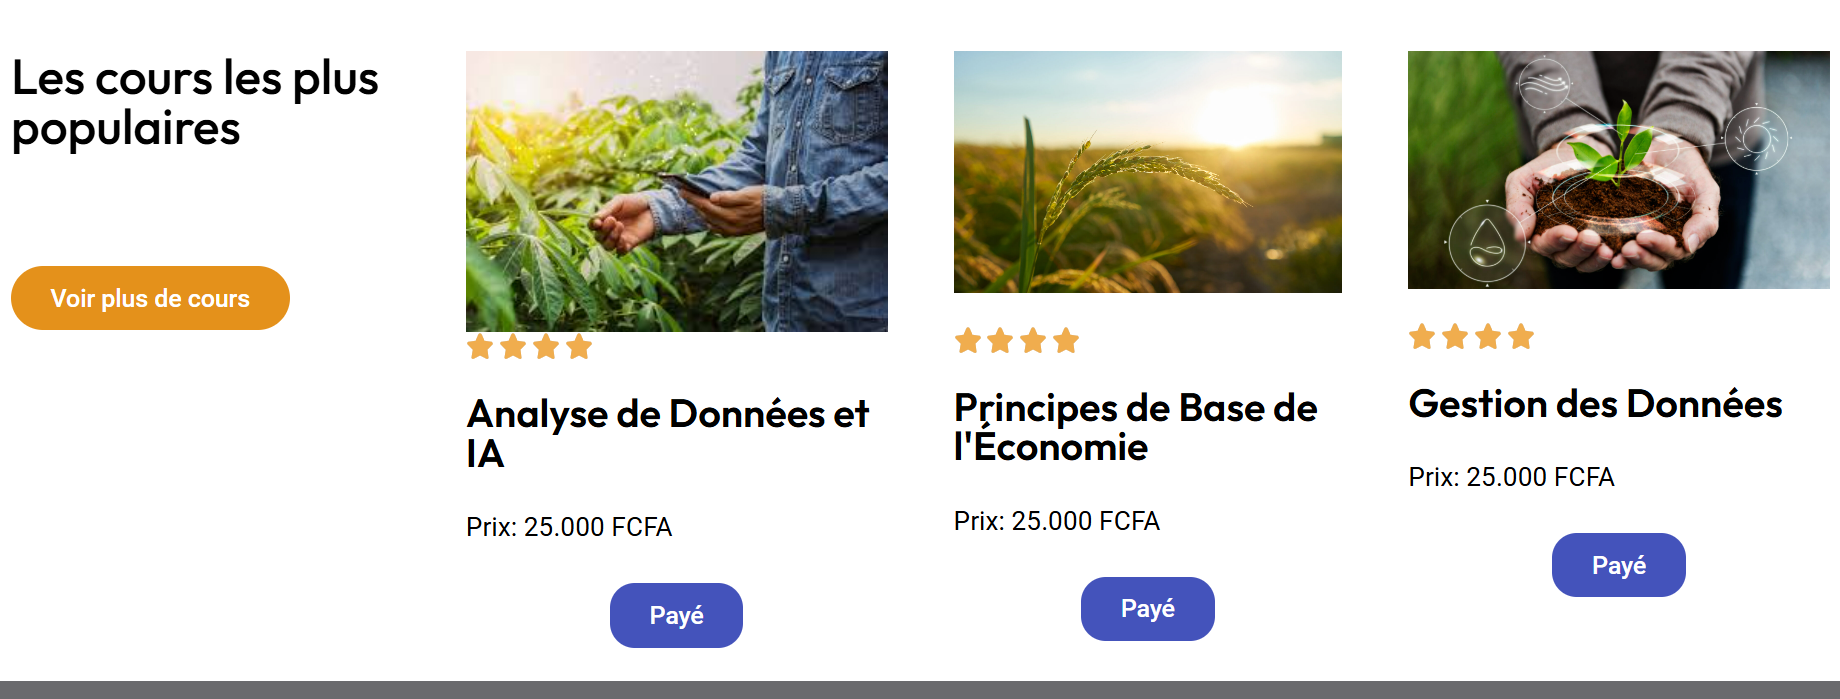 Les cours les plus
populaires
Voir plus de cours
Analyse de Données et
IA
Prix: 25.000 FCFA
Payé
Principes de Base de
l'Économie
Prix: 25.000 FCFA
Payé
Gestion des Données
Prix: 25.000 FCFA
Payé